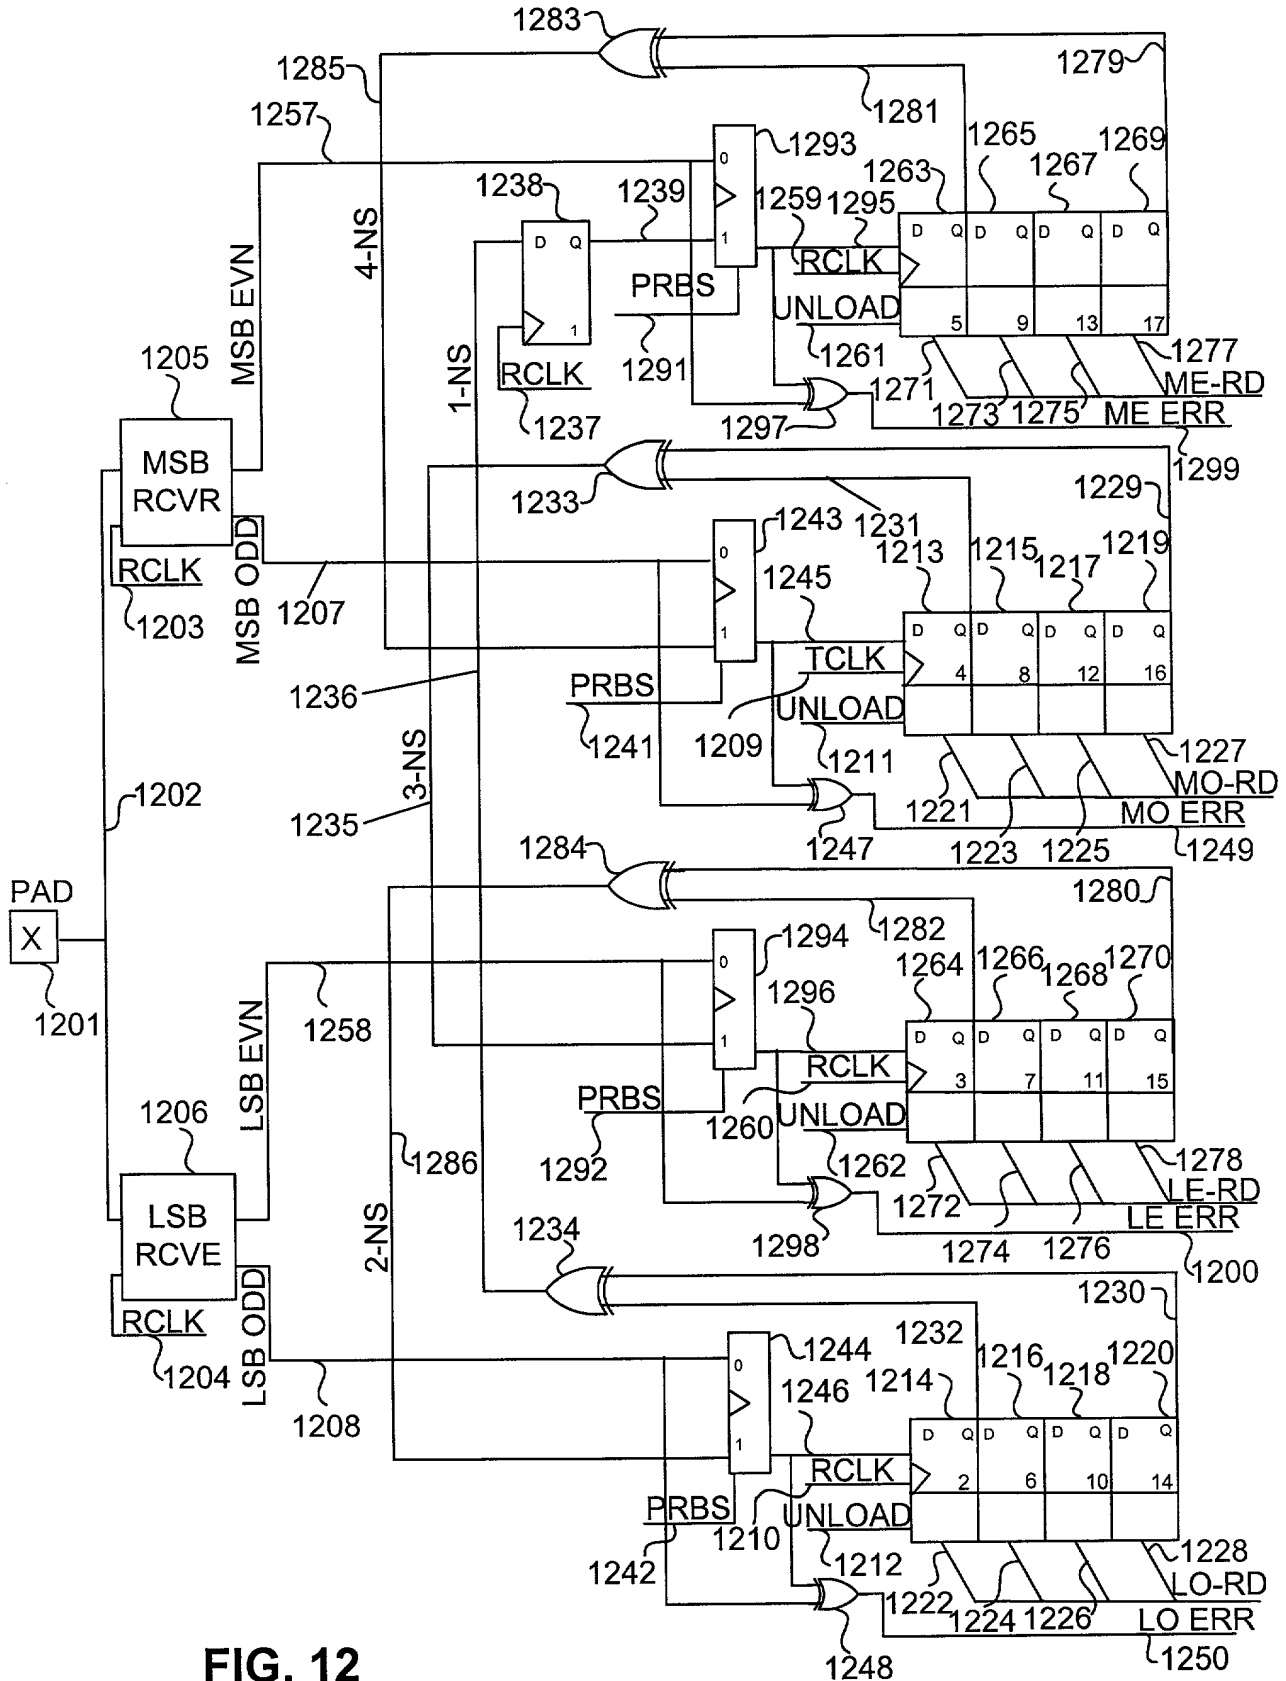 1283
1285
1279
1281
1257
1293
1265
1269
1263
1267
1238
1239
1259
1295
0
1
D Q
1
D Q D Q D Q D Q
RCLK
PRBS
UNLOAD
5 9 13 17
4-NS
MSB EVN
1-NS
1291
1261
1271
1277
RCLK
1237
1297
1273
1275
ME-RD
ME ERR
1299
1205
MSB
RCVR
1233
1231
1229
1243
1213
1215
1217
1219
RCLK
1203
MSB ODD
1207
0
1
1245
D Q D Q D Q D Q
TCLK
4 8 12 16
1236
PRBS
1241
1209
UNLOAD
1211
1227
1221
MO-RD
1202
3-NS
1235
1247
1223
1225
MO ERR
1249
1284
1280
1282
PAD
X
1201
1294
1264
1266
1268
1270
0
1
1258
1296
D Q D Q D Q D Q
RCLK
3 7 11 15
LSB EVN
PRBS
1292
1260
UNLOAD
1262
1206
1286
1272
1278
LE-RD
LSB
RCVE
2-NS
1298
1274
1276
LE ERR
1200
1234
1230
RCLK
1204
LSB ODD
1208
1232
1244
1214
1216
1218
1220
0
1
1246
D Q D Q D Q D Q
RCLK
2 6 10 14
PRBS
1242
1210
UNLOAD
1212
1228
1222
1224
1226
LO-RD
LO ERR
1248
1250
FIG. 12